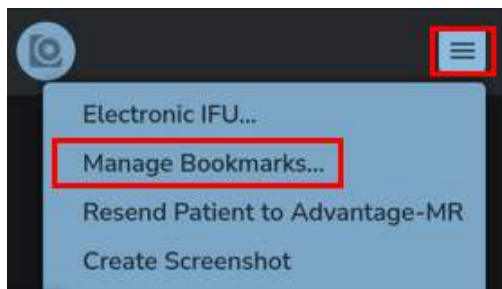 Electronic IFU...
Manage Bookmarks...
Resend Patient to Advantage-MR
Create Screenshot